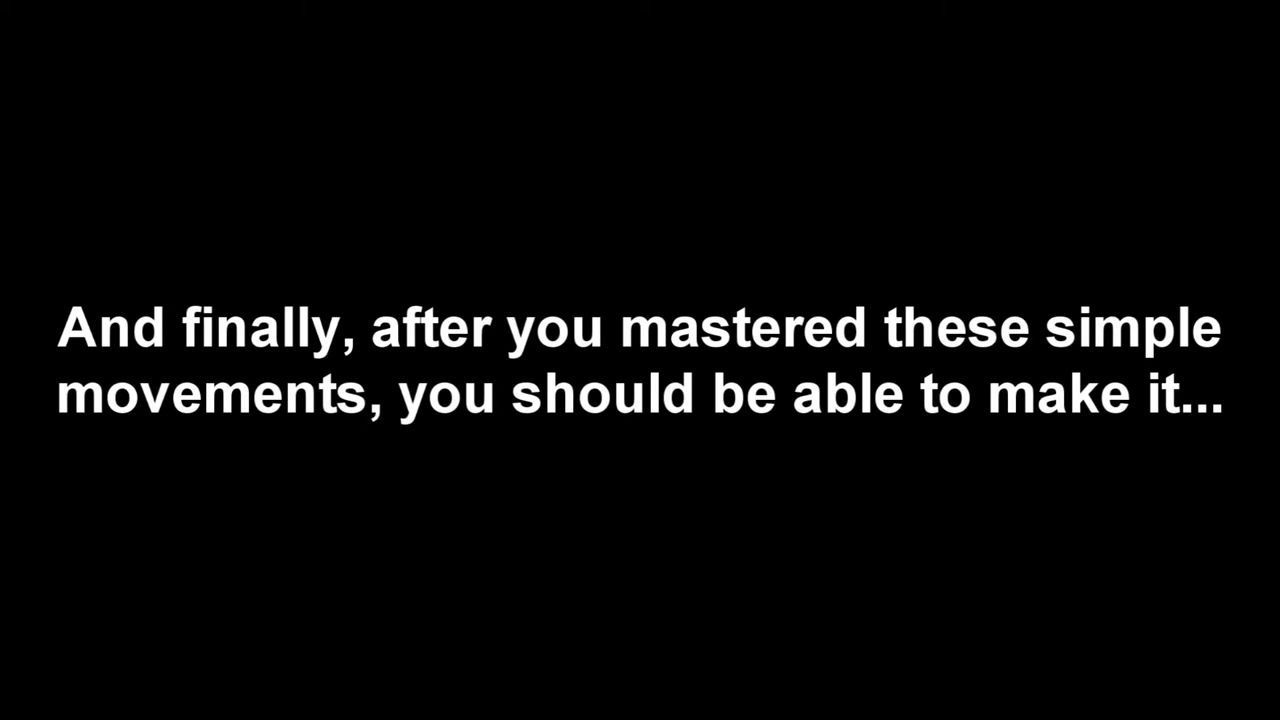 And finally, after you mastered these simple
movements, you should be able to make it...